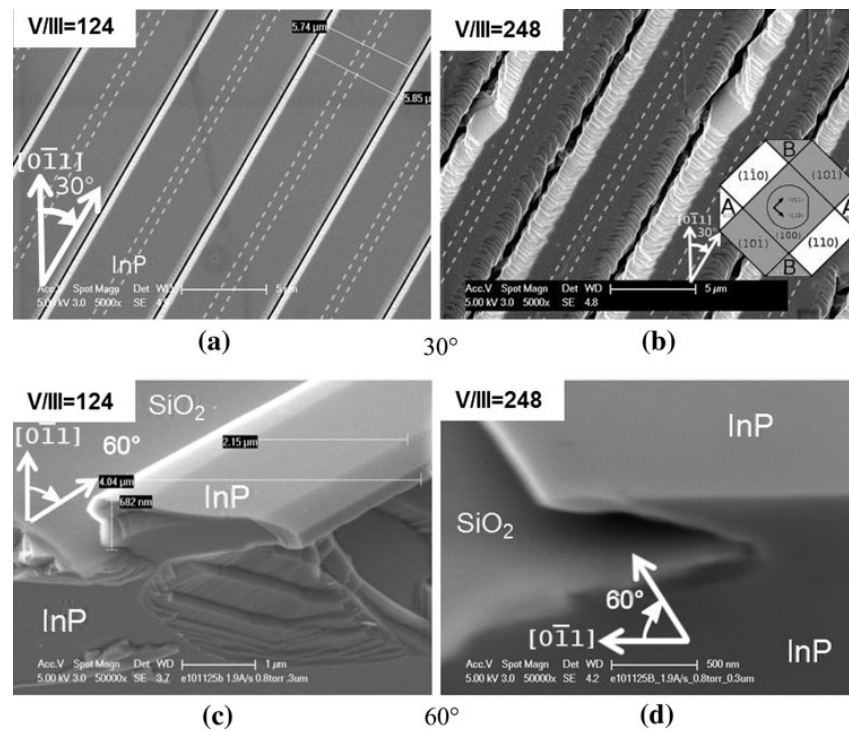 V/III=124
5.74 µm
5.85 µ
[01̅1]
30°
InP
Acc.V Spot Magn Det WD
5.00 kV 3.0 5000x SE 4.
5 µm
(a)
V/III=248
B
(11̅0)
(101)
A
A
(100)
(101̅)
(110)
B
[01̅1]
30°
Acc.V Spot Magn Det WD
5.00 kV 3.0 5000x SE 4.8
5 µm
(b)
30°
V/III=124
SiO₂
[01̅1]
60°
2.15 µm
4.04 µm
InP
682 nm
InP
Acc.V Spot Magn Det WD
5.00 kV 3.0 50000x SE 3.7
1 µm
e101125b 1.9A/s 0.8torr .3um
(c)
V/III=248
InP
SiO₂
60°
[01̅1]
InP
Acc.V Spot Magn Det WD
5.00 kV 3.0 50000x SE 4.2
500 nm
e101125B_1.9A/s_0.8torr_0.3um
(d)
60°